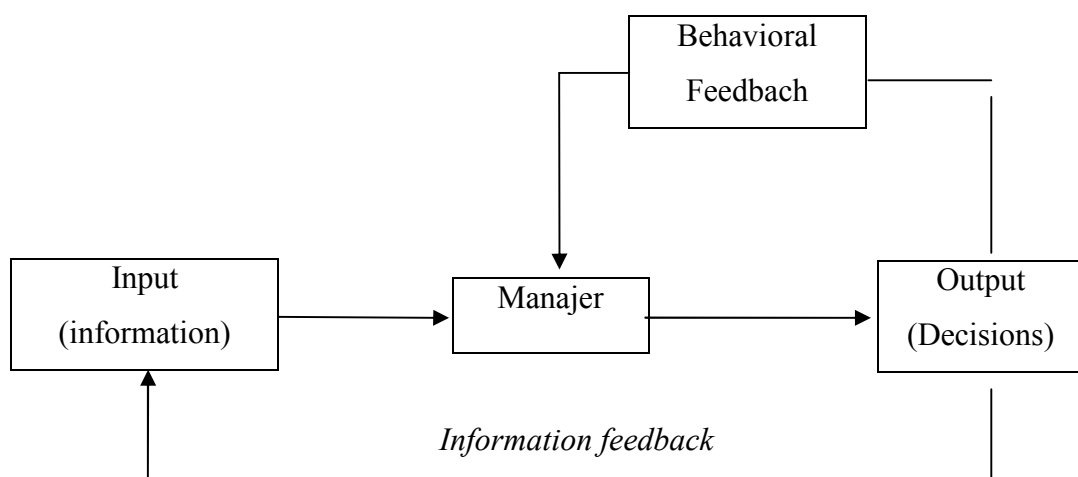 Behavioral
Feedbach
Input
(information)
Manajer
Output
(Decisions)
Information feedback